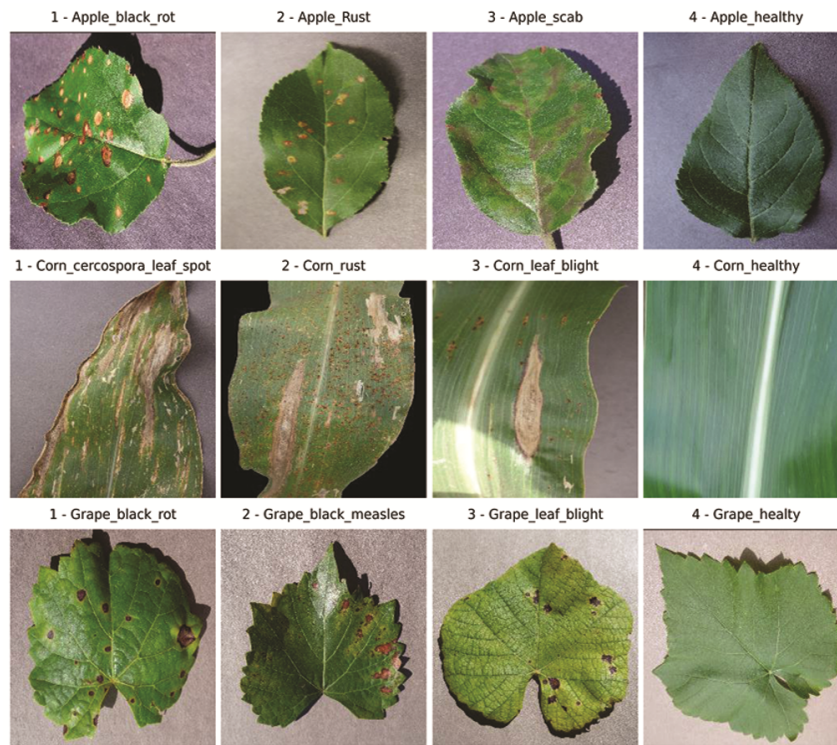 1 - Apple_black_rot 2 - Apple_Rust 3 - Apple_scab 4 - Apple_healthy
1 - Corn_cercospora_leaf_spot 2 - Corn_rust 3 - Corn_leaf_blight 4 - Corn_healthy
1 - Grape_black_rot 2 - Grape_black_measles 3 - Grape_leaf_blight 4 - Grape_healty